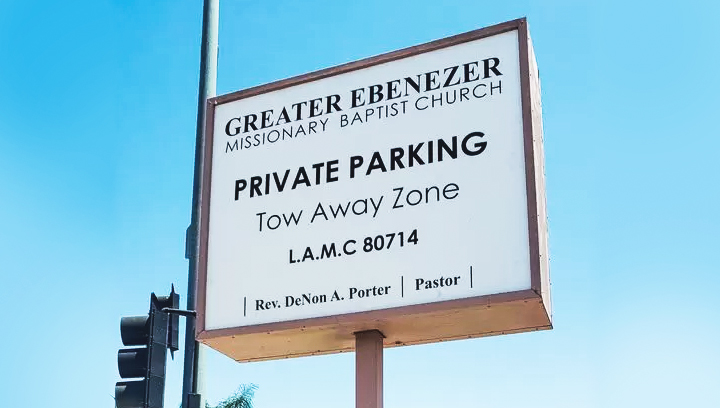 GREATER EBENEZER
MISSIONARY BAPTIST CHURCH
PRIVATE PARKING
Tow Away Zone
L.A.M.C 80714
| Rev. DeNon A. Porter | Pastor |